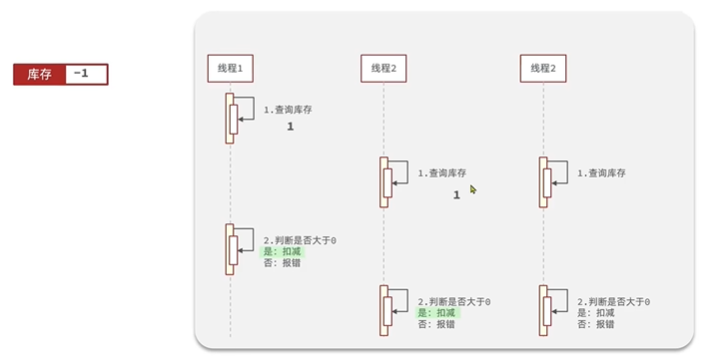 库存 -1
线程1
线程2
线程2
1.查询库存
1
1.查询库存
1
1.查询库存
2.判断是否大于0
是：扣减
否：报错
2.判断是否大于0
是：扣减
否：报错
2.判断是否大于0
是：扣减
否：报错